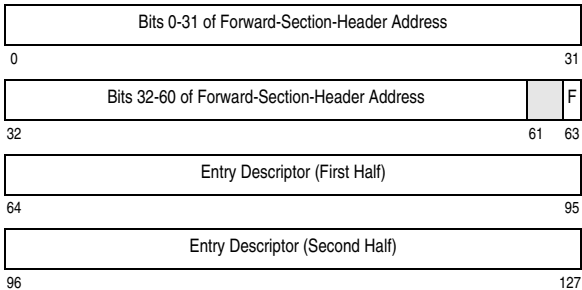 Bits 0-31 of Forward-Section-Header Address
0 31
Bits 32-60 of Forward-Section-Header Address F
32 61 63
Entry Descriptor (First Half)
64 95
Entry Descriptor (Second Half)
96 127